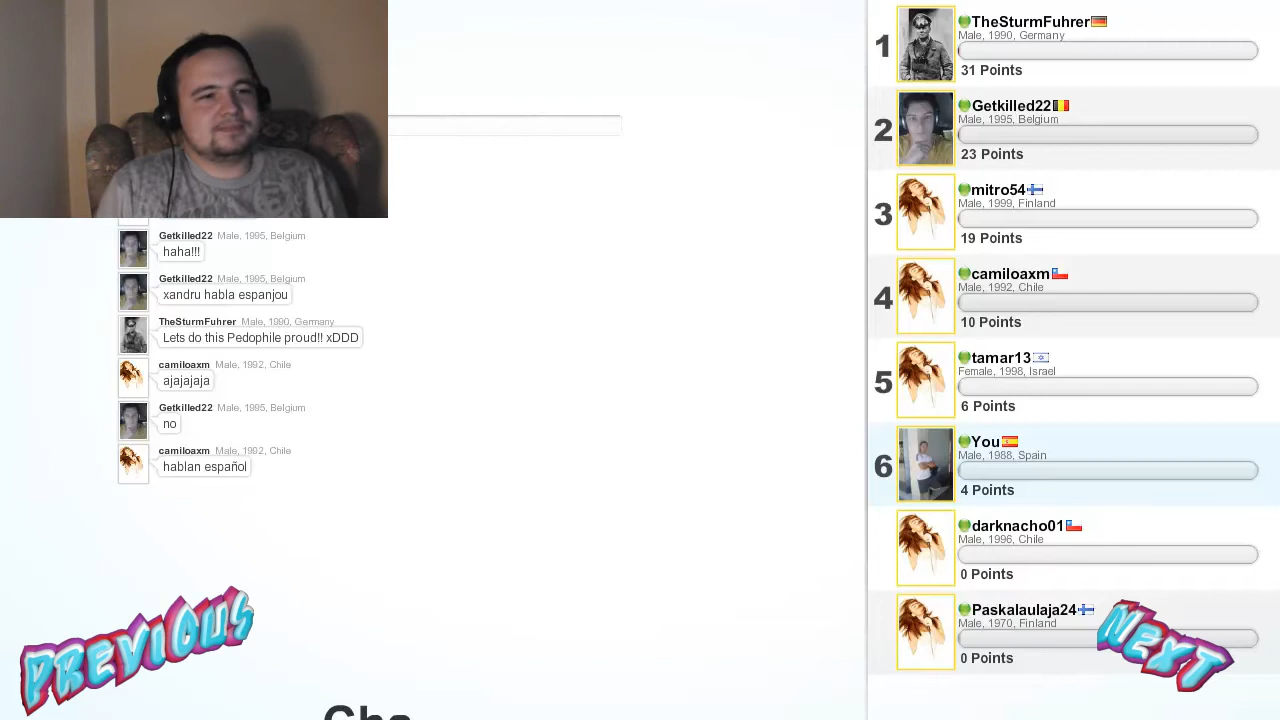 Getkilled22 Male, 1995, Belgium
haha!!!
Getkilled22 Male, 1995, Belgium
xandru habla espanjou
TheSturmFuhrer Male, 1990, Germany
Lets do this Pedophile proud!! xDDD
camiloaxm Male, 1992, Chile
ajajajaja
Getkilled22 Male, 1995, Belgium
no
camiloaxm Male, 1992, Chile
hablan español
PREVIOUS
Cha
1
TheSturmFuhrer
Male, 1990, Germany
31 Points
2
Getkilled22
Male, 1995, Belgium
23 Points
3
mitro54
Male, 1999, Finland
19 Points
4
camiloaxm
Male, 1992, Chile
10 Points
5
tamar13
Female, 1998, Israel
6 Points
6
You
Male, 1988, Spain
4 Points
darknacho01
Male, 1996, Chile
0 Points
Paskalaulaja24
Male, 1970, Finland
0 Points
NEXT